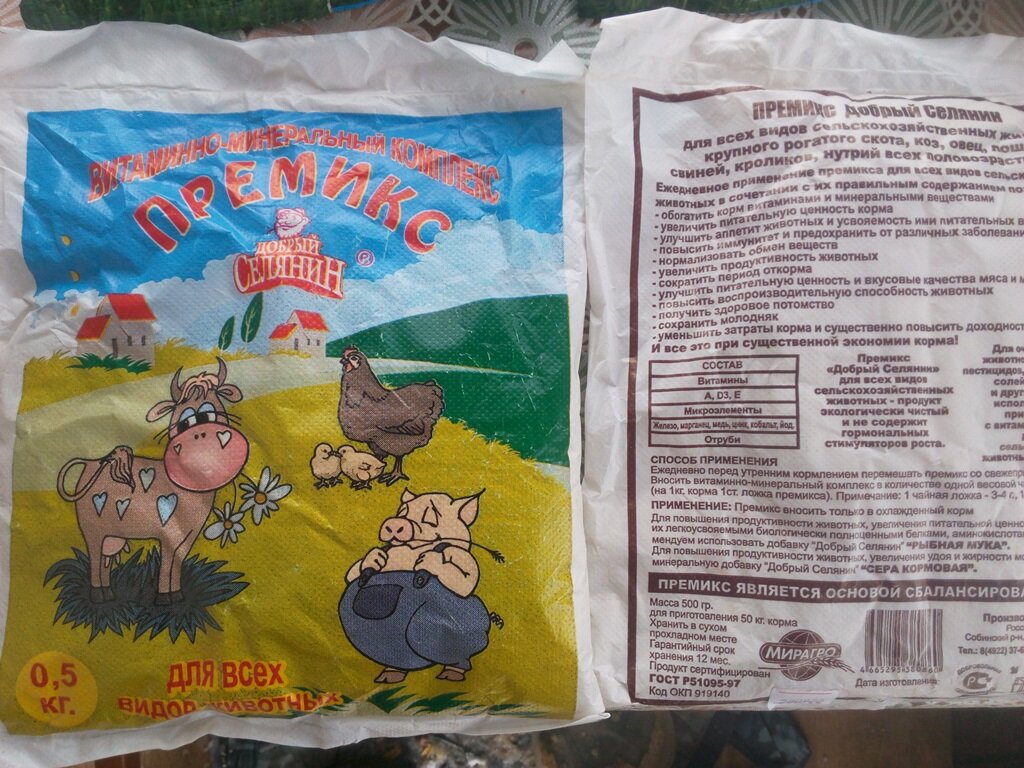 ВИТАМИННО-МИНЕРАЛЬНЫЙ КОМПЛЕКС
ПРЕМИКС
ДОБРЫЙ
СЕЛЯНИН
®
0,5
КГ.
ДЛЯ ВСЕХ
ВИДОВ ЖИВОТНЫХ
ПРЕМИКС ДОБРЫЙ СЕЛЯНИН
для всех видов сельскохозяйственных
крупного рогатого скота, коз, овец,
свиней, кроликов, нутрий всех
Ежедневное применение премикса для всех видов
животных в сочетании с их правильным содержанием
- обогатить корм витаминами и минеральными веществами
- увеличить питательную ценность корма
- улучшить аппетит животных и усвояемость ими питательных
- повысить иммунитет и предохранить от различных
- нормализовать обмен веществ
- увеличить продуктивность животных
- сократить период откорма
- улучшить питательную ценность и вкусовые качества мяса и
- повысить воспроизводительную способность животных
- получить здоровое потомство
- сохранить молодняк
- уменьшить затраты корма и существенно повысить
И все это при существенной экономии корма!
СОСТАВ
Витамины
А, D3, Е
Микроэлементы
Железо, марганец, медь, цинк, кобальт, йод.
Отруби
Премикс
«Добрый Селянин»
для всех видов
сельскохозяйственных
животных - продукт
экологически чистый
и не содержит
гормональных
стимуляторов роста.
Для
пестицидов,
и
с
СПОСОБ ПРИМЕНЕНИЯ
Ежедневно перед утренним кормлением перемешать премикс со
Вносить витаминно-минеральный комплекс в количестве одной весовой
(на 1кг. корма 1ст. ложка премикса). Примечание: 1 чайная ложка - 3-4 г,
ПРИМЕНЕНИЕ: Премикс вносить только в охлажденный корм
Для повышения продуктивности животных, увеличения питательной
их легкоусвояемыми биологически полноценными белками,
мендуем использовать добавку "Добрый Селянин" "РЫБНАЯ МУКА".
Для повышения продуктивности животных, увеличения удоя и жирности
минеральную добавку "Добрый Селянин" "СЕРА КОРМОВАЯ".
ПРЕМИКС ЯВЛЯЕТСЯ ОСНОВОЙ
Масса 500 гр.
для приготовления 50 кг. корма
Хранить в сухом
прохладном месте
Гарантийный срок
хранения 12 мес.
Продукт сертифицирован
ГОСТ Р51095-97
Код ОКП 919140
МИРАГРО
Дата изготовления:
Собинский
Тел.: 8(4922)